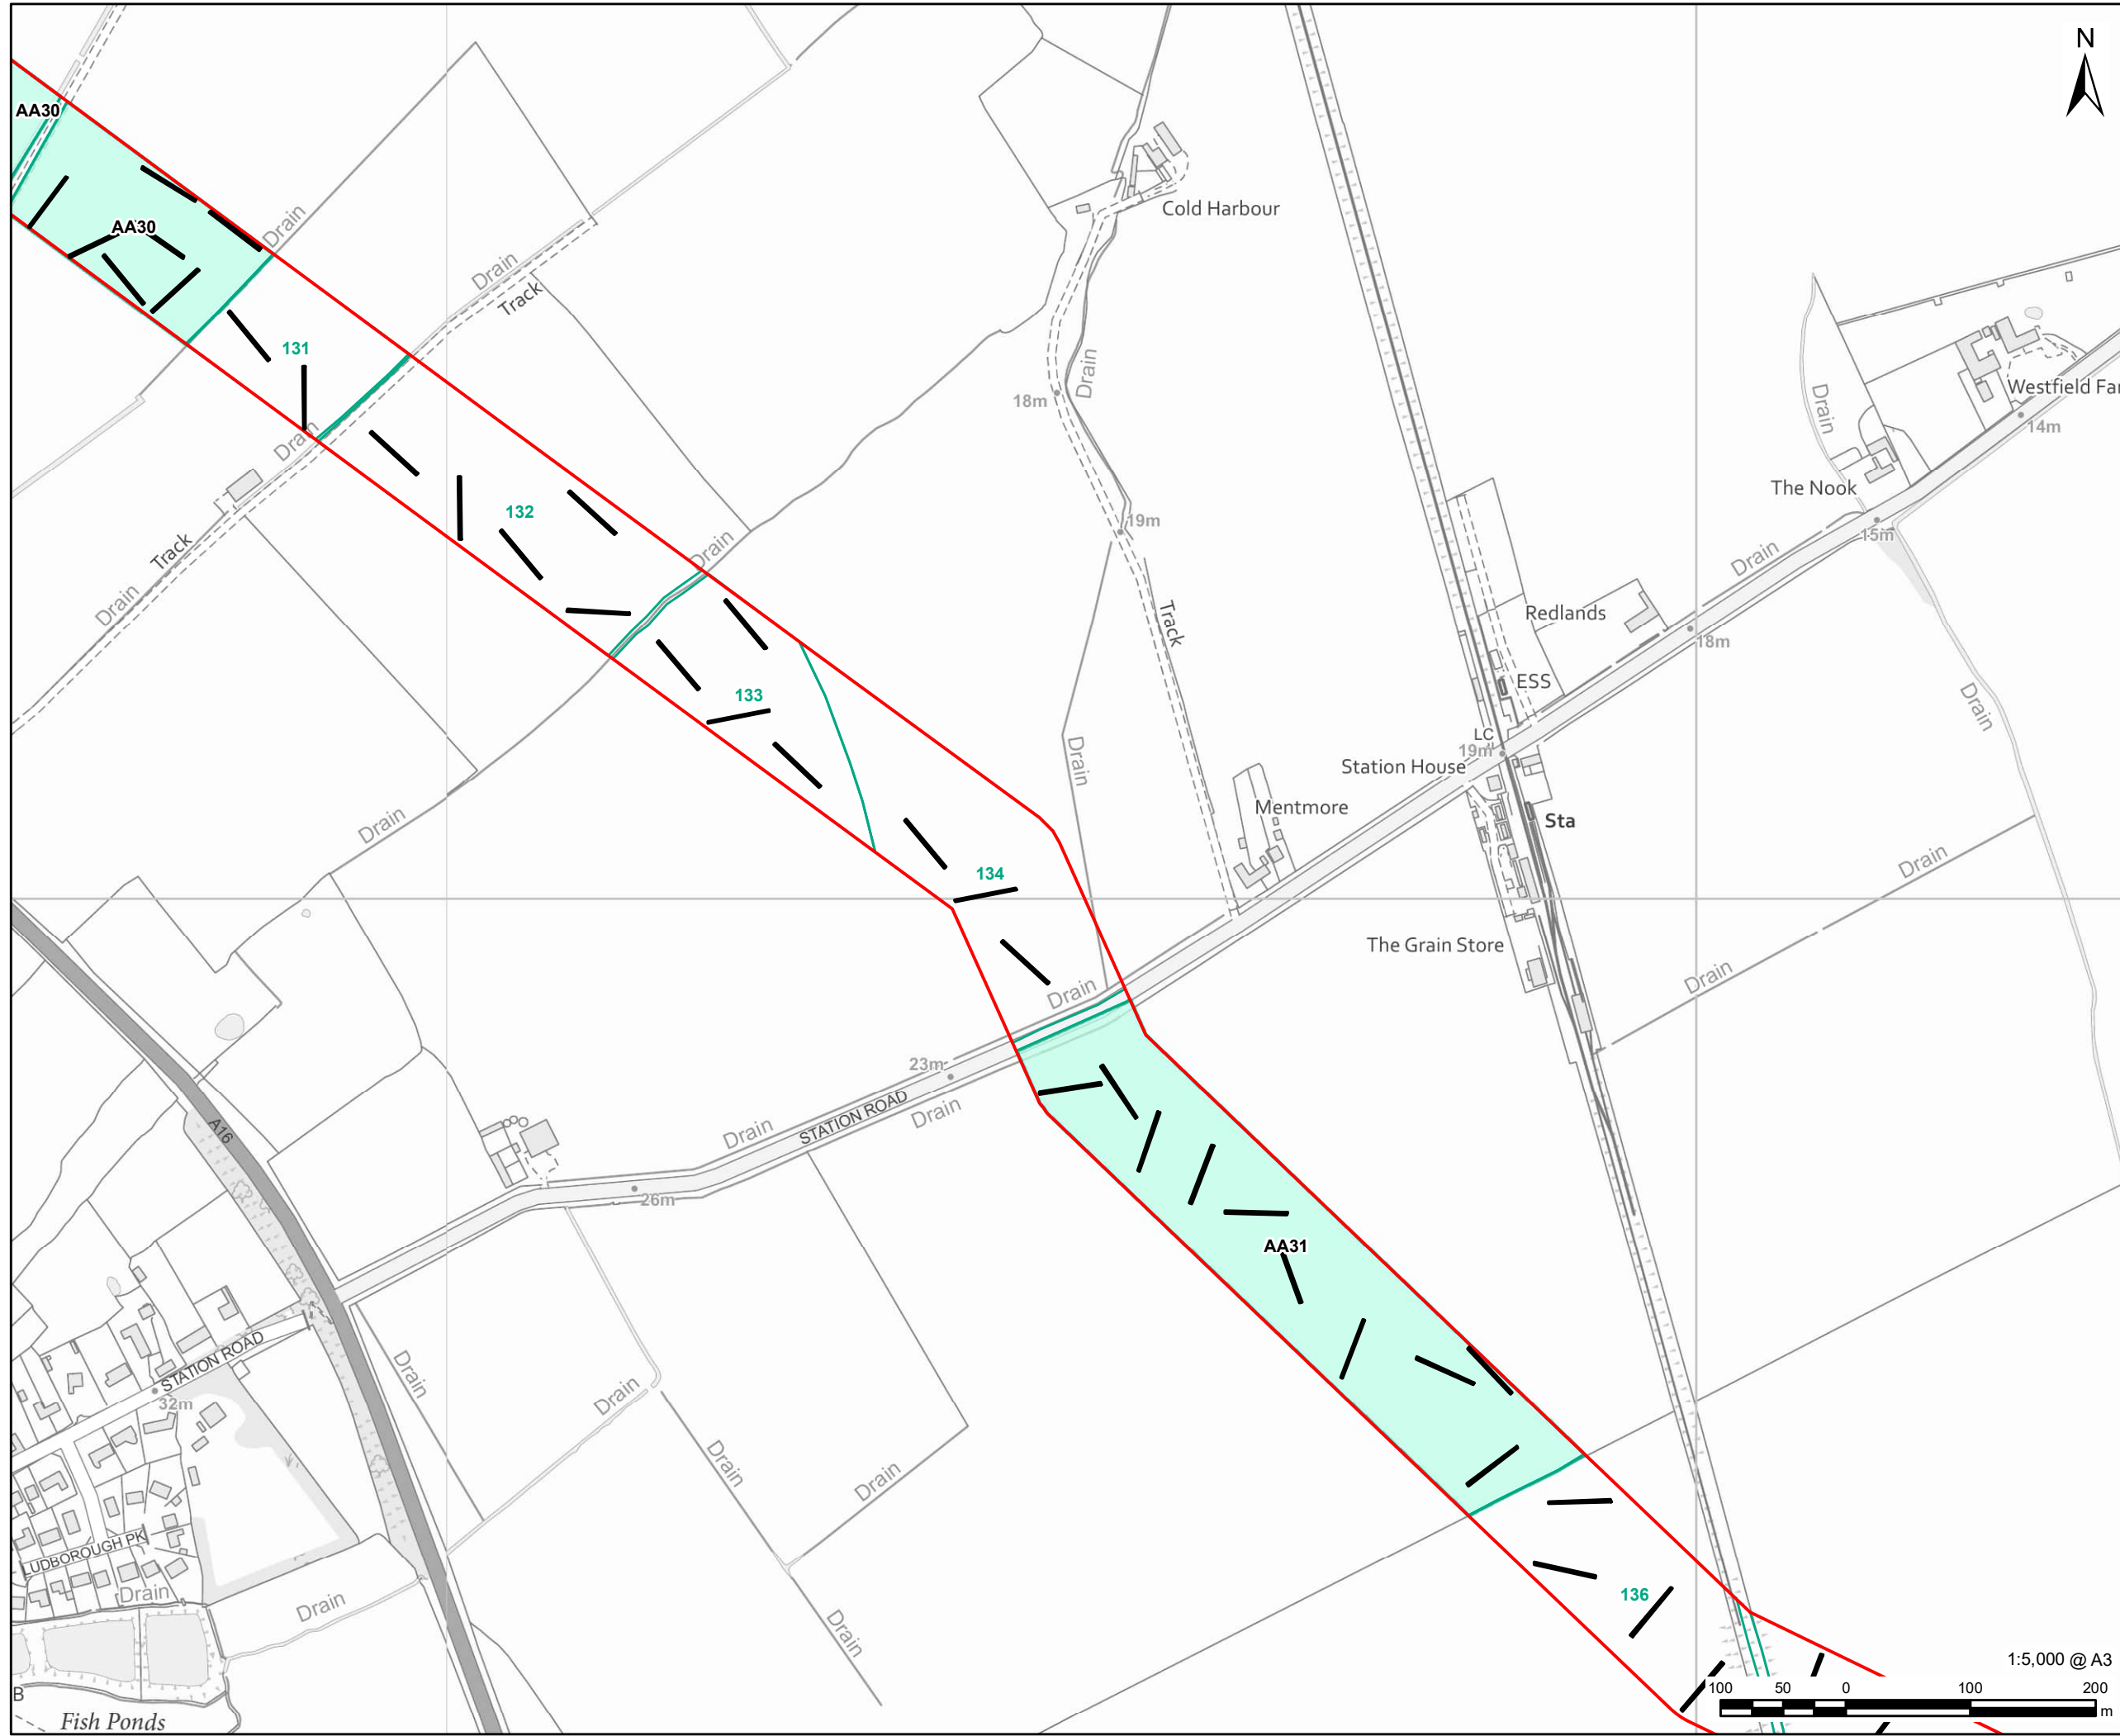 N
AA30
AA30
Drain
Drain
Track
Cold Harbour
131
Drain
18m
Drain
Drain
Westfield Fa
14m
Drain
Track
132
The Nook
19m
15m
Drain
Drain
Drain
Track
Redlands
18m
133
ESS
Drain
LC
19m
Drain
Station House
Mentmore
Sta
Drain
134
Drain
The Grain Store
Drain
Drain
23m
STATION ROAD
Drain
Drain
A16
26m
AA31
STATION ROAD
Drain
32m
Drain
Drain
Drain
LUDBOROUGH PK
Drain
Drain
136
Drain
1:5,000 @ A3
100 50 0 100 200
m
B
Fish Ponds